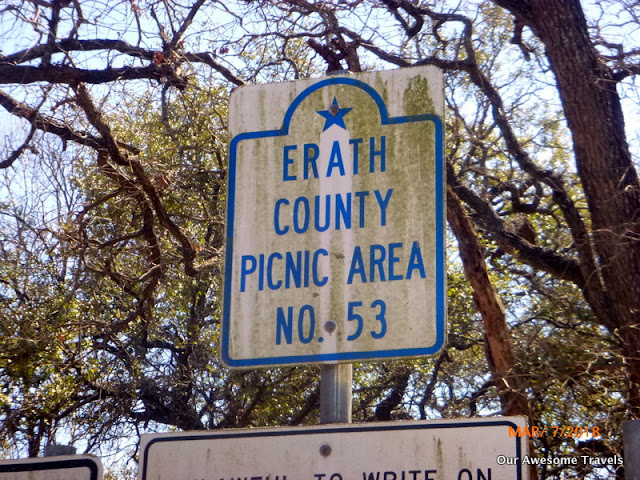 ERATH
COUNTY
PICNIC AREA
NO. 53
TO WRITE ON
MAR/ 7/2018
Our Awesome Travels